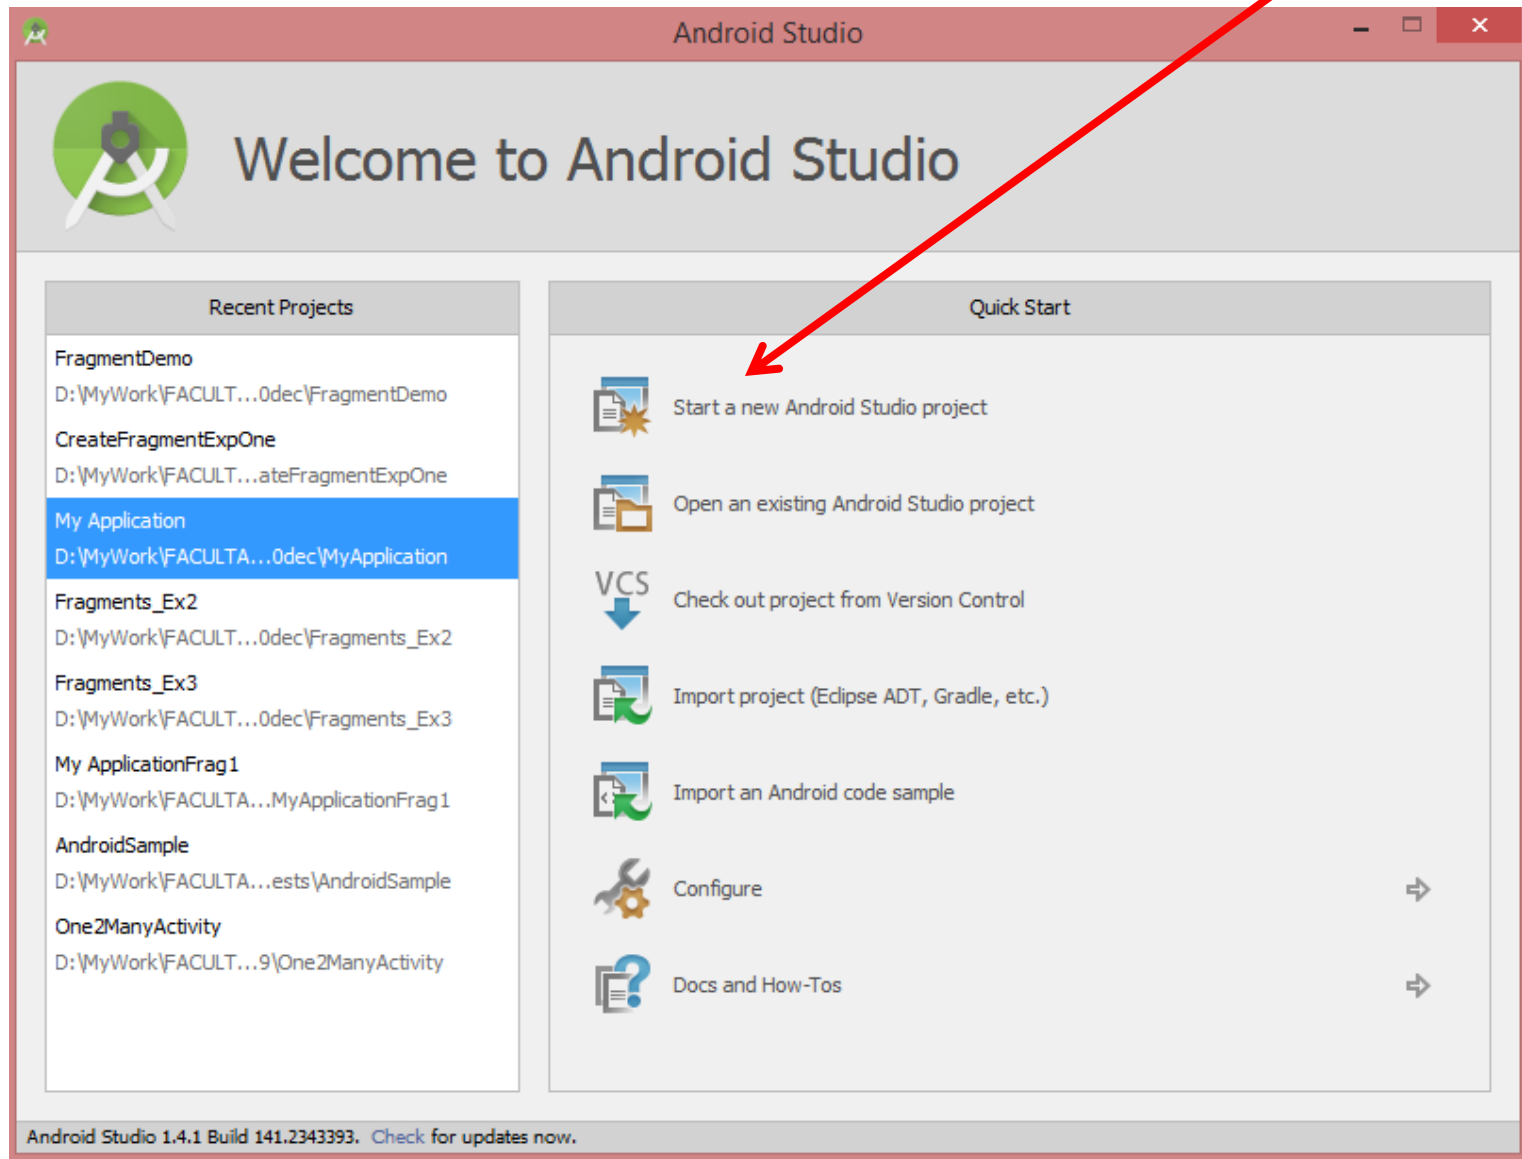 Android Studio
Welcome to Android Studio
Recent Projects
FragmentDemo
D:\MyWork\FACULT...0dec\FragmentDemo
CreateFragmentExpOne
D:\MyWork\FACULT...ateFragmentExpOne
My Application
D:\MyWork\FACULTA...0dec\MyApplication
Fragments_Ex2
D:\MyWork\FACULT...0dec\Fragments_Ex2
Fragments_Ex3
D:\MyWork\FACULT...0dec\Fragments_Ex3
My ApplicationFrag1
D:\MyWork\FACULTA...MyApplicationFrag1
AndroidSample
D:\MyWork\FACULTA...ests\AndroidSample
One2ManyActivity
D:\MyWork\FACULT...9\One2ManyActivity
Quick Start
Start a new Android Studio project
Open an existing Android Studio project
VCS
Check out project from Version Control
Import project (Eclipse ADT, Gradle, etc.)
Import an Android code sample
Configure
Docs and How-Tos
Android Studio 1.4.1 Build 141.2343393. Check for updates now.